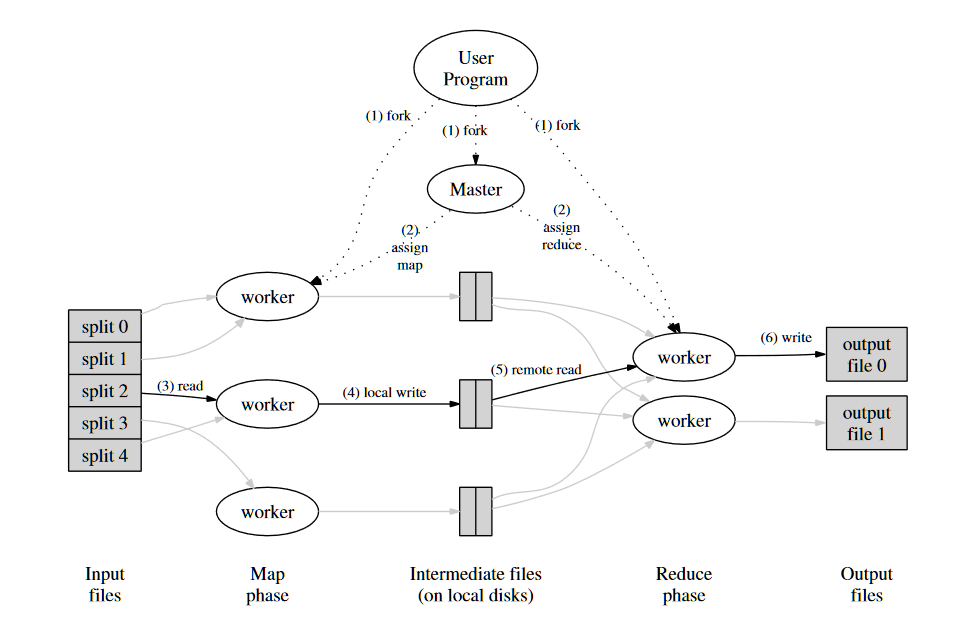 User
Program
(1) fork
(1) fork
(1) fork
Master
(2)
assign
map
(2)
assign
reduce
worker
split 0
split 1
split 2
split 3
split 4
(3) read
worker
(4) local write
(5) remote read
worker
(6) write
output
file 0
worker
output
file 1
worker
Input
files
Map
phase
Intermediate files
(on local disks)
Reduce
phase
Output
files